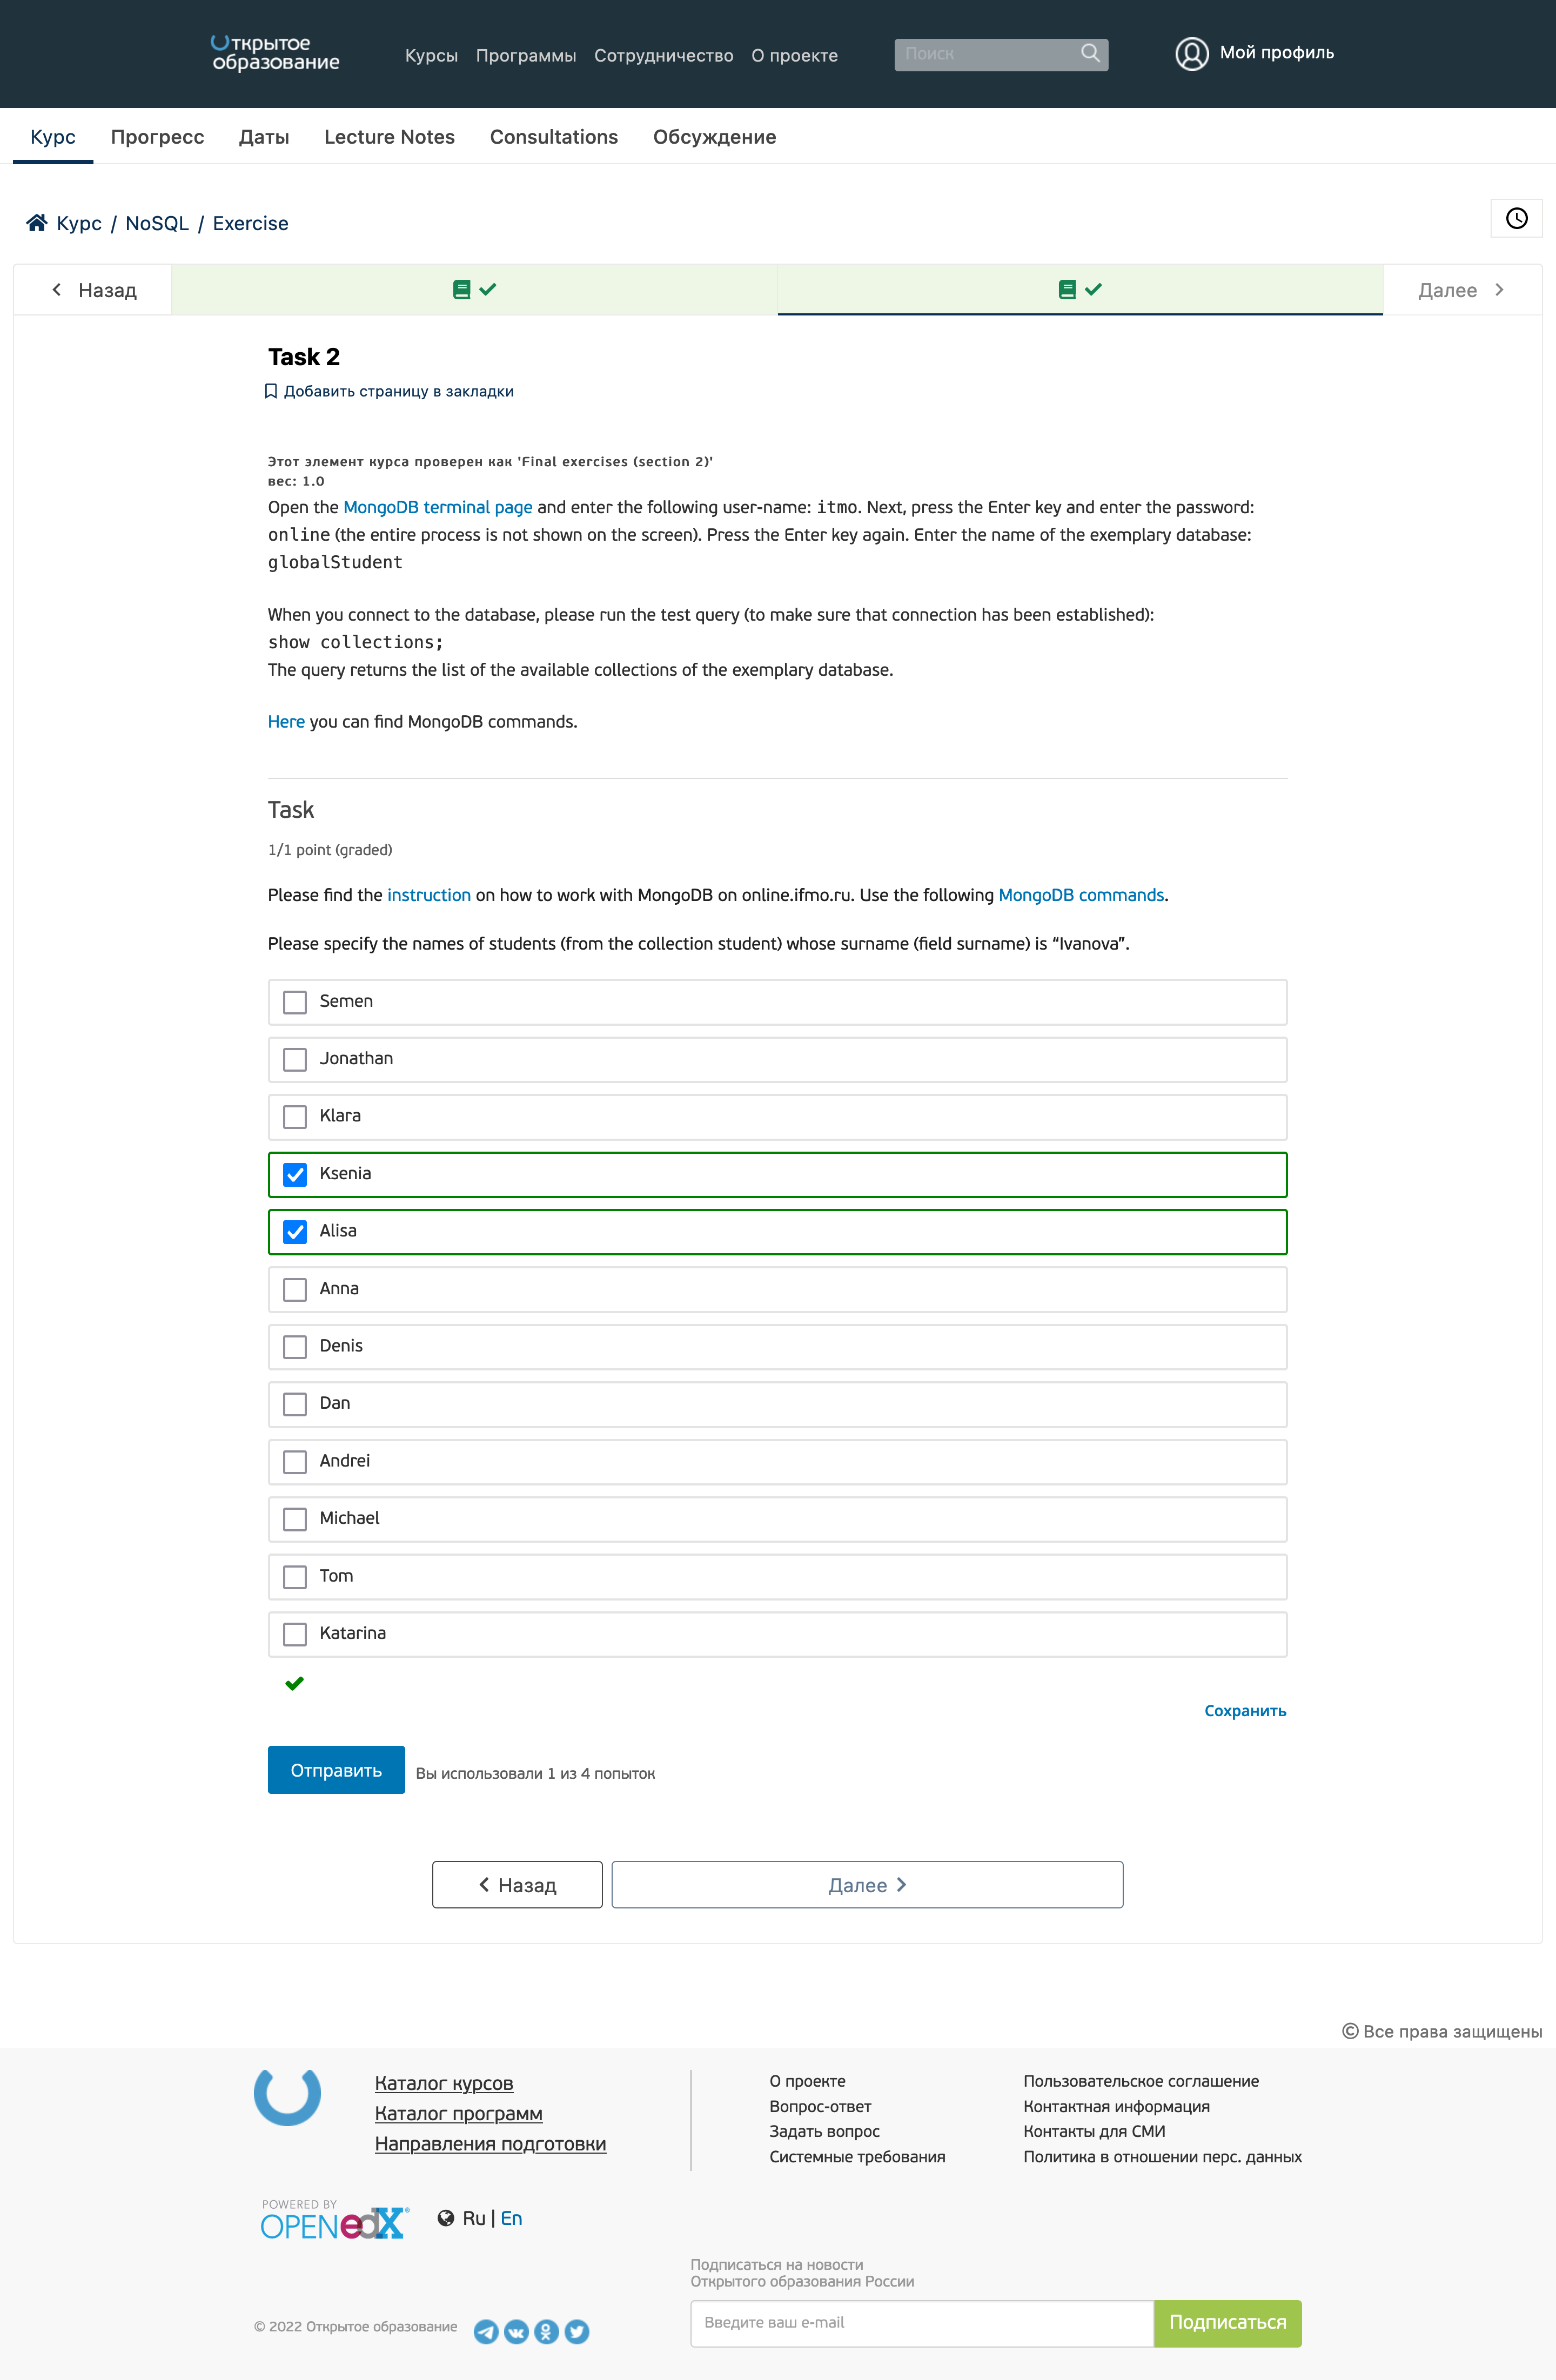 Открытое
образование
Курсы Программы Сотрудничество О проекте
Поиск
Мой профиль
Курс Прогресс Даты Lecture Notes Consultations Обсуждение
Курс / NoSQL / Exercise
Назад
Далее
Task 2
Добавить страницу в закладки
Этот элемент курса проверен как 'Final exercises (section 2)'
вес: 1.0
Open the MongoDB terminal page and enter the following user-name: itmo. Next, press the Enter key and enter the password:
online (the entire process is not shown on the screen). Press the Enter key again. Enter the name of the exemplary database:
globalStudent
When you connect to the database, please run the test query (to make sure that connection has been established):
show collections;
The query returns the list of the available collections of the exemplary database.
Here you can find MongoDB commands.
Task
1/1 point (graded)
Please find the instruction on how to work with MongoDB on online.ifmo.ru. Use the following MongoDB commands.
Please specify the names of students (from the collection student) whose surname (field surname) is “Ivanova”.
Semen
Jonathan
Klara
Ksenia
Alisa
Anna
Denis
Dan
Andrei
Michael
Tom
Katarina
Сохранить
Отправить
Вы использовали 1 из 4 попыток
Назад
Далее
© Все права защищены
Каталог курсов
Каталог программ
Направления подготовки
О проекте
Вопрос-ответ
Задать вопрос
Системные требования
Пользовательское соглашение
Контактная информация
Контакты для СМИ
Политика в отношении перс. данных
POWERED BY
OPENedX®
Ru | En
Подписаться на новости
Открытого образования России
Введите ваш e-mail
Подписаться
© 2022 Открытое образование